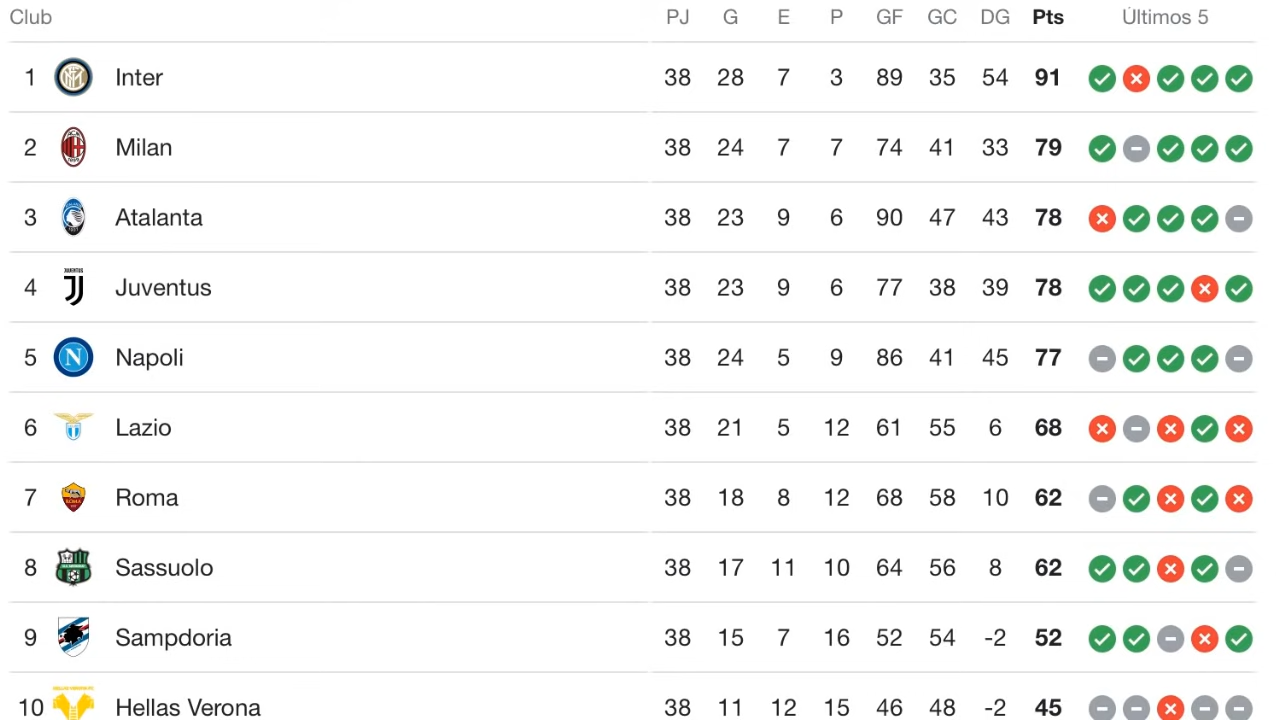 Club PJ G E P GF GC DG Pts Últimos 5
1 Inter 38 28 7 3 89 35 54 91
2 Milan 38 24 7 7 74 41 33 79
3 Atalanta 38 23 9 6 90 47 43 78
JUVENTUS
4 Juventus 38 23 9 6 77 38 39 78
5 N Napoli 38 24 5 9 86 41 45 77
6 Lazio 38 21 5 12 61 55 6 68
7 ROMA Roma 38 18 8 12 68 58 10 62
8 Sassuolo 38 17 11 10 64 56 8 62
9 Sampdoria 38 15 7 16 52 54 -2 52
HELLAS VERONA FC
10 Hellas Verona 38 11 12 15 46 48 -2 45